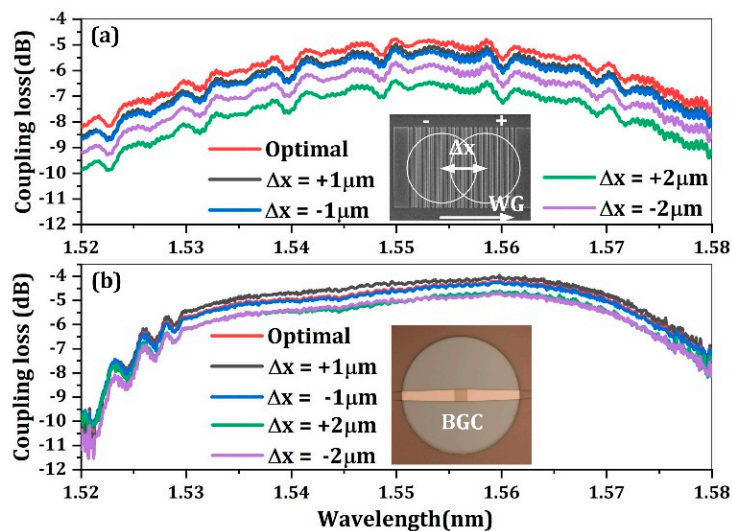 (a)
Coupling loss(dB)
-4
-5
-6
-7
-8
-9
-10
-11
-12
- +
Δx
WG
Optimal
Δx = +1μm
Δx = -1μm
Δx = +2μm
Δx = -2μm
1.52 1.53 1.54 1.55 1.56 1.57 1.58
(b)
Coupling loss (dB)
-4
-5
-6
-7
-8
-9
-10
-11
-12
Optimal
Δx = +1μm
Δx = -1μm
Δx = +2μm
Δx = -2μm
BGC
1.52 1.53 1.54 1.55 1.56 1.57 1.58
Wavelength(nm)